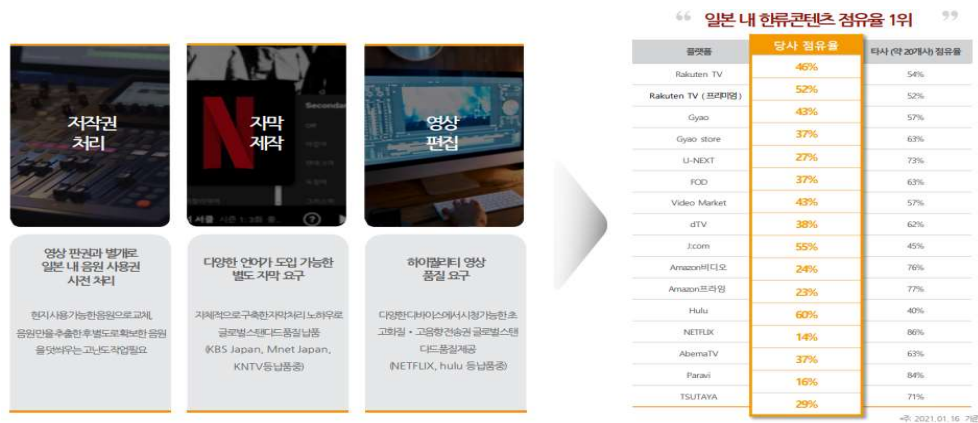 ❝ 일본 내 한류콘텐츠 점유율 1위 ❞
저작권
처리
자막
제작
영상
편집
영상 판권과 별개로
일본 내 음원 사용권
사전 처리
현지사용가능한음원으로교체,
음원만을추출한후별도로확보한 음원
을덧씌우는고난도작업필요
다양한 언어가 도입 가능한
별도 자막 요구
자체적으로구축한자막처리노하우로
글로벌스탠다드품질납품
(KBS Japan, Mnet Japan,
KNTV등납품중)
하이퀄리티 영상
품질 요구
다양한디바이스에서시청가능한초
고화질 • 고음향전송권글로벌스탠
다드품질제공
(NETFLIX, hulu 등납품중)
플랫폼 당사 점유율 타사 (약 20개사) 점유율
Rakuten TV 46% 54%
Rakuten TV ( 프리미엄 ) 52% 52%
Gyao 43% 57%
Gyao store 37% 63%
U-NEXT 27% 73%
FOD 37% 63%
Video Market 43% 57%
dTV 38% 62%
J:com 55% 45%
Amazon비디오 24% 76%
Amazon프라임 23% 77%
Hulu 60% 40%
NETFLIX 14% 86%
AbemaTV 37% 63%
Paravi 16% 84%
TSUTAYA 29% 71%
*주: 2021.01.16 기준